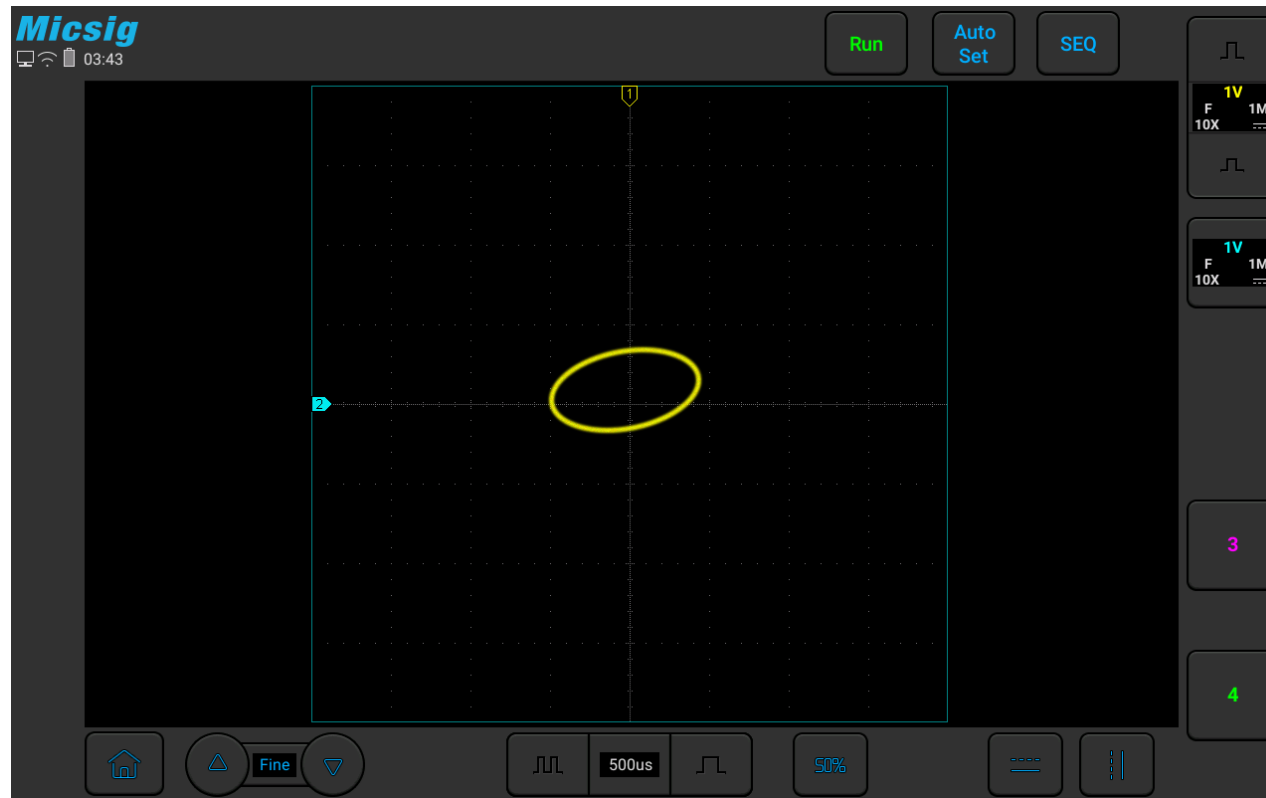 Micsig
03:43
Run
Auto
Set
SEQ
1
1V
F 1M
10X
1V
F 1M
10X
2
3
4
Fine
500us
50%